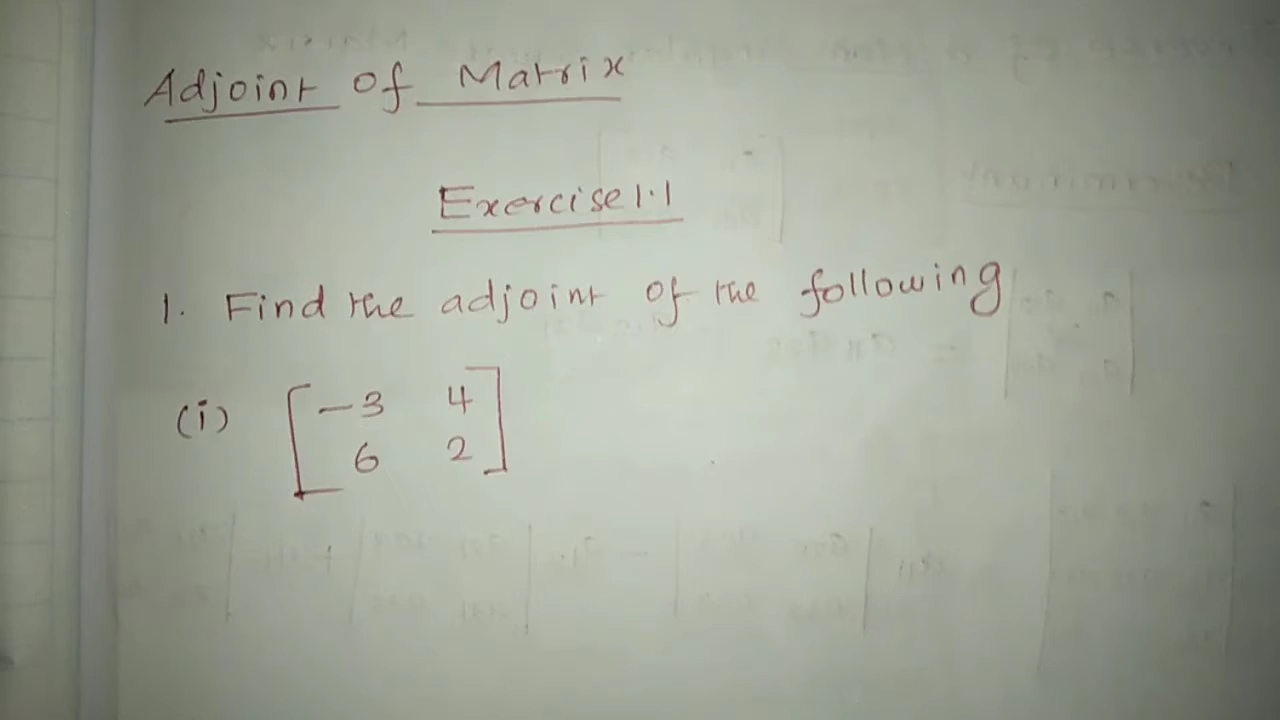 Adjoint of Matrix
Exercise 1.1
1. Find the adjoint of the following
(i) [ -3 4
6 2 ]